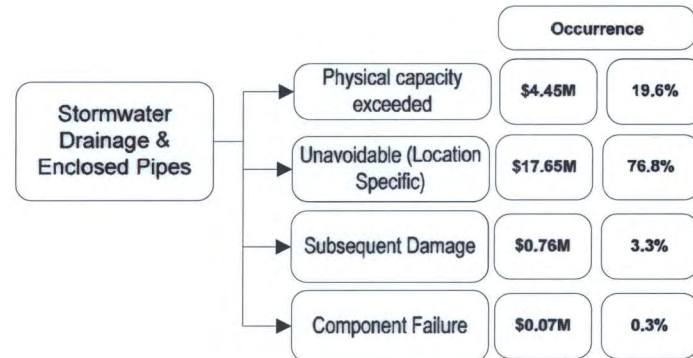 Occurrence
Stormwater
Drainage &
Enclosed Pipes
Physical capacity
exceeded
$4.45M
19.6%
Unavoidable (Location
Specific)
$17.65M
76.8%
Subsequent Damage
$0.76M
3.3%
Component Failure
$0.07M
0.3%